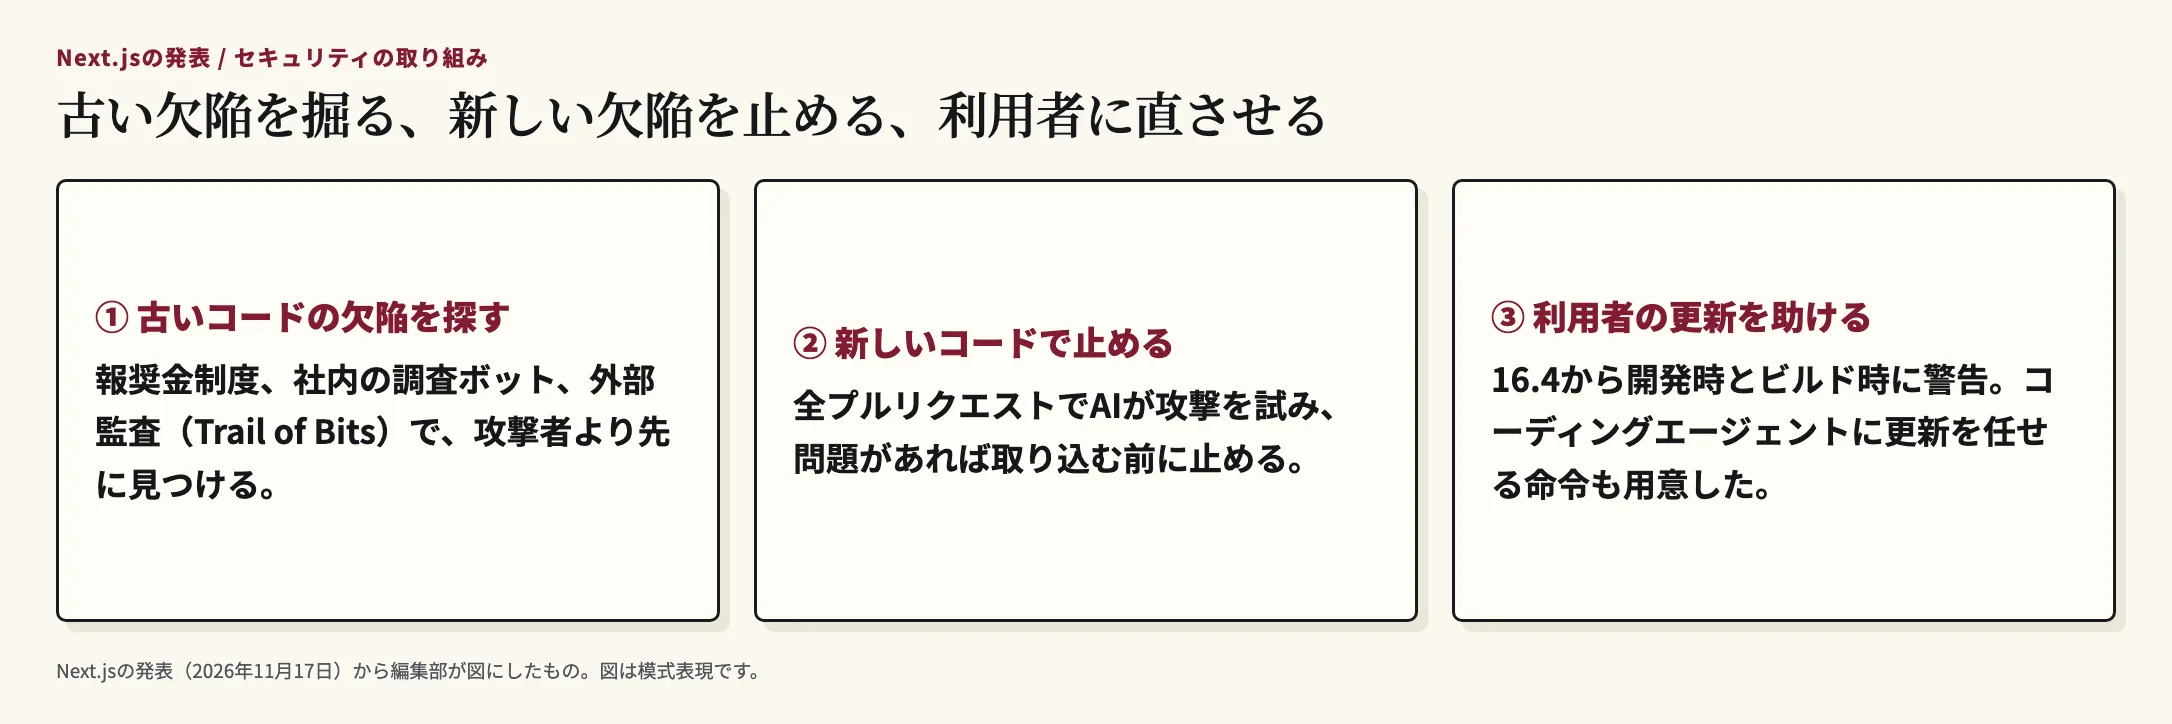 Next.jsの発表 / セキュリティの取り組み
古い欠陥を掘る、新しい欠陥を止める、利用者に直させる
① 古いコードの欠陥を探す
報奨金制度、社内の調査ボット、外部
監査（Trail of Bits）で、攻撃者より先
に見つける。
② 新しいコードで止める
全プルリクエストでAIが攻撃を試み、
問題があれば取り込む前に止める。
③ 利用者の更新を助ける
16.4から開発時とビルド時に警告。コ
ーディングエージェントに更新を任せ
る命令も用意した。
Next.jsの発表（2026年11月17日）から編集部が図にしたもの。図は模式表現です。